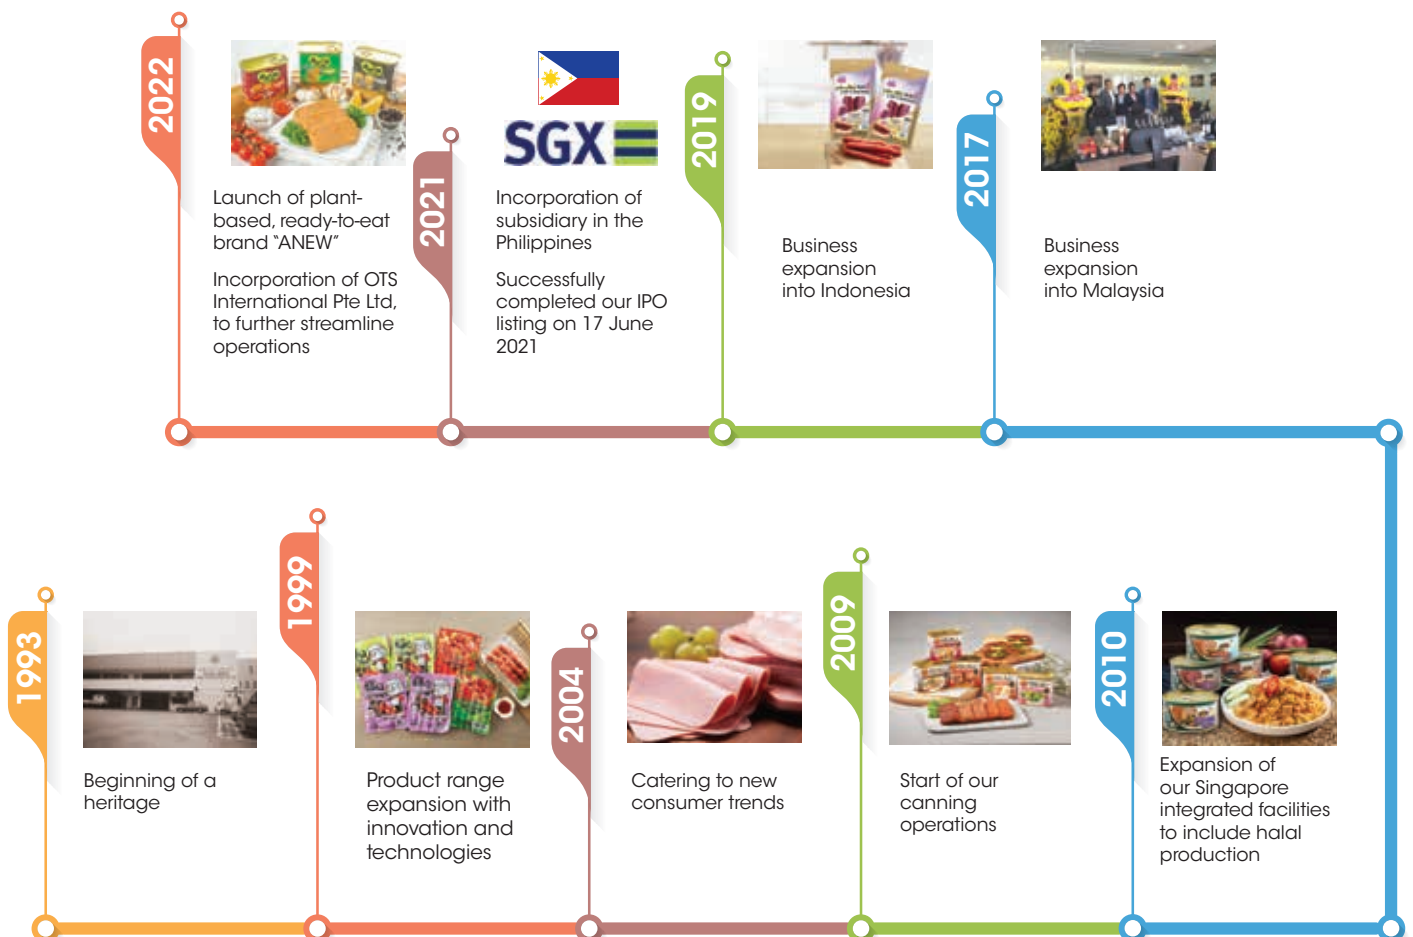 2022
Launch of plant-
based, ready-to-eat
brand “ANEW”
Incorporation of OTS
International Pte Ltd,
to further streamline
operations
2021
SGX
Incorporation of
subsidiary in the
Philippines
Successfully
completed our IPO
listing on 17 June
2021
2019
Business
expansion
into Indonesia
2017
Business
expansion
into Malaysia
1993
Beginning of a
heritage
1999
Product range
expansion with
innovation and
technologies
2004
Catering to new
consumer trends
2009
Start of our
canning
operations
2010
Expansion of
our Singapore
integrated facilities
to include halal
production